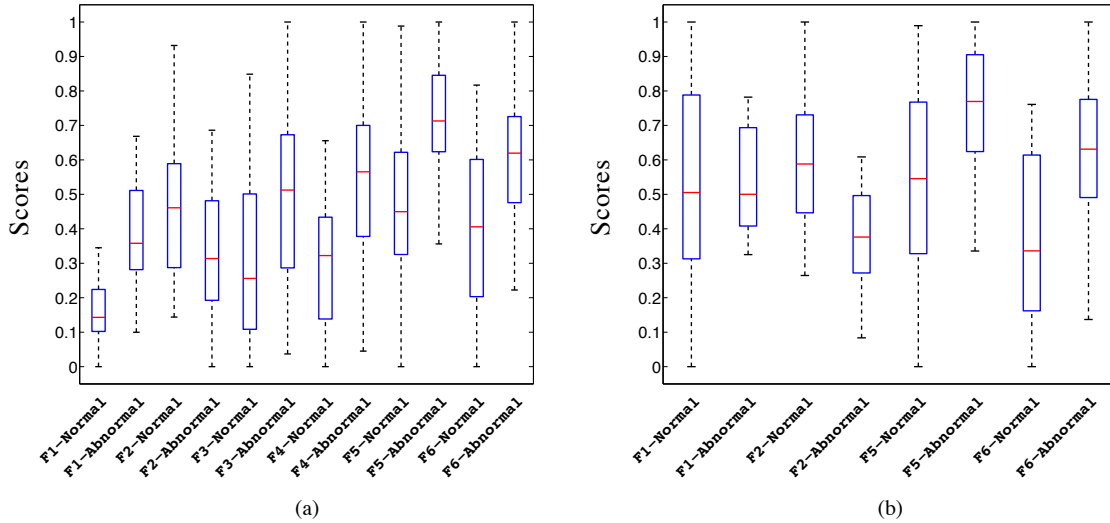 Scores
1
0.9
0.8
0.7
0.6
0.5
0.4
0.3
0.2
0.1
0
F1-Normal
F1-Abnormal
F2-Normal
F2-Abnormal
F3-Normal
F3-Abnormal
F4-Normal
F4-Abnormal
F5-Normal
F5-Abnormal
F6-Normal
F6-Abnormal
(a)
Scores
1
0.9
0.8
0.7
0.6
0.5
0.4
0.3
0.2
0.1
0
F1-Normal
F1-Abnormal
F2-Normal
F2-Abnormal
F5-Normal
F5-Abnormal
F6-Normal
F6-Abnormal
(b)